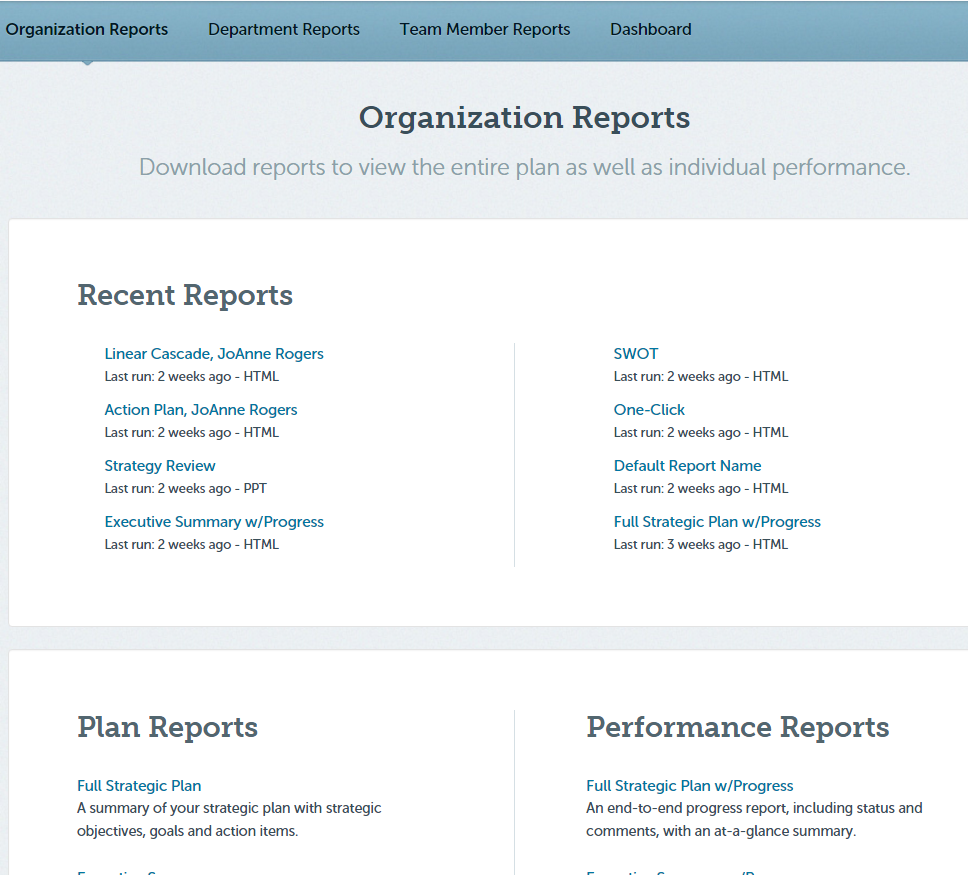 Organization Reports Department Reports Team Member Reports Dashboard
Organization Reports
Download reports to view the entire plan as well as individual performance.
Recent Reports
Linear Cascade, JoAnne Rogers
Last run: 2 weeks ago - HTML
Action Plan, JoAnne Rogers
Last run: 2 weeks ago - HTML
Strategy Review
Last run: 2 weeks ago - PPT
Executive Summary w/Progress
Last run: 2 weeks ago - HTML
SWOT
Last run: 2 weeks ago - HTML
One-Click
Last run: 2 weeks ago - HTML
Default Report Name
Last run: 2 weeks ago - HTML
Full Strategic Plan w/Progress
Last run: 3 weeks ago - HTML
Plan Reports
Full Strategic Plan
A summary of your strategic plan with strategic
objectives, goals and action items.
Performance Reports
Full Strategic Plan w/Progress
An end-to-end progress report, including status and
comments, with an at-a-glance summary.